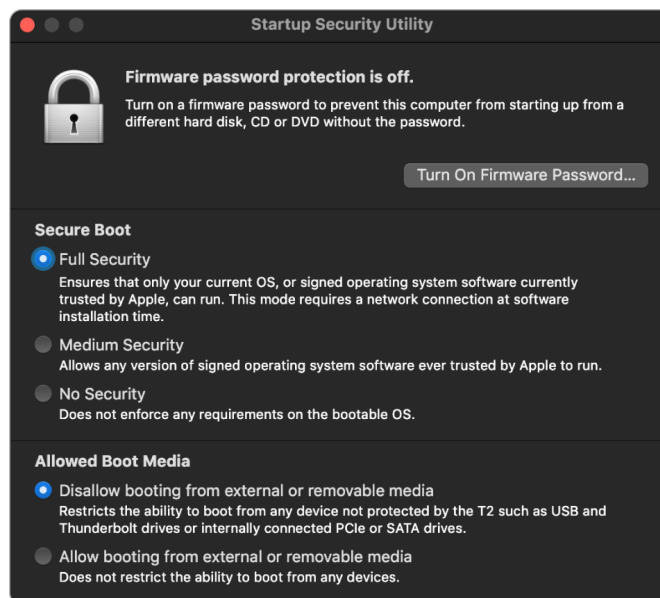 Startup Security Utility
Firmware password protection is off.
Turn on a firmware password to prevent this computer from starting up from a
different hard disk, CD or DVD without the password.
Turn On Firmware Password...
Secure Boot
Full Security
Ensures that only your current OS, or signed operating system software currently
trusted by Apple, can run. This mode requires a network connection at software
installation time.
Medium Security
Allows any version of signed operating system software ever trusted by Apple to run.
No Security
Does not enforce any requirements on the bootable OS.
Allowed Boot Media
Disallow booting from external or removable media
Restricts the ability to boot from any device not protected by the T2 such as USB and
Thunderbolt drives or internally connected PCIe or SATA drives.
Allow booting from external or removable media
Does not restrict the ability to boot from any devices.